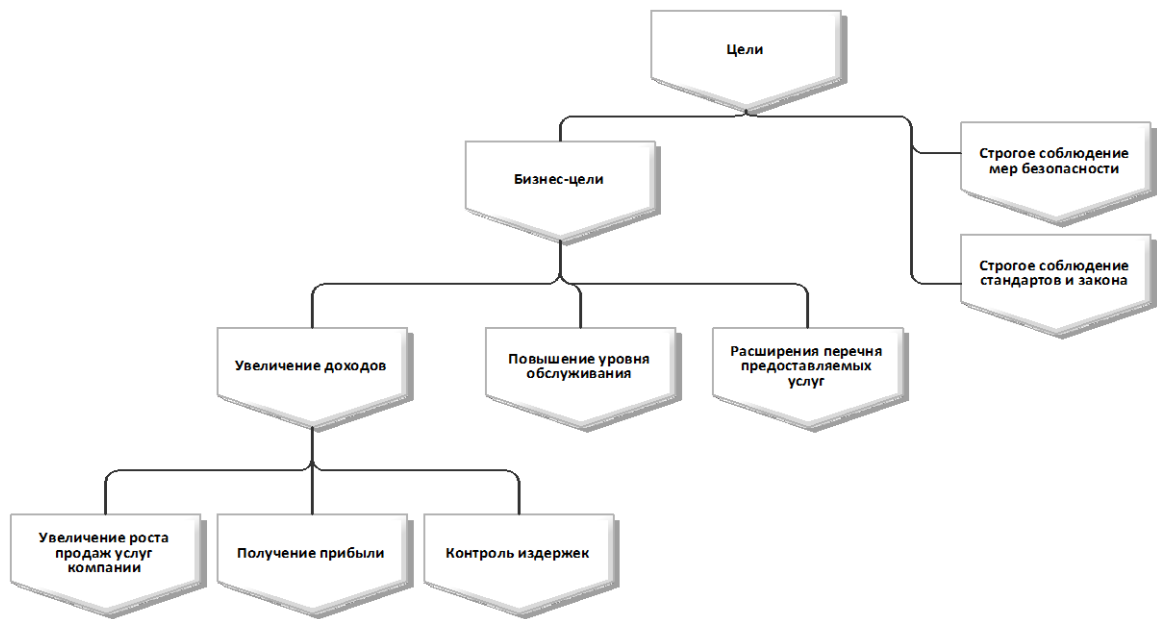 Цели
Бизнес-цели
Строгое соблюдение
мер безопасности
Строгое соблюдение
стандартов и закона
Увеличение доходов
Повышение уровня
обслуживания
Расширения перечня
предоставляемых
услуг
Увеличение роста
продаж услуг
компании
Получение прибыли
Контроль издержек